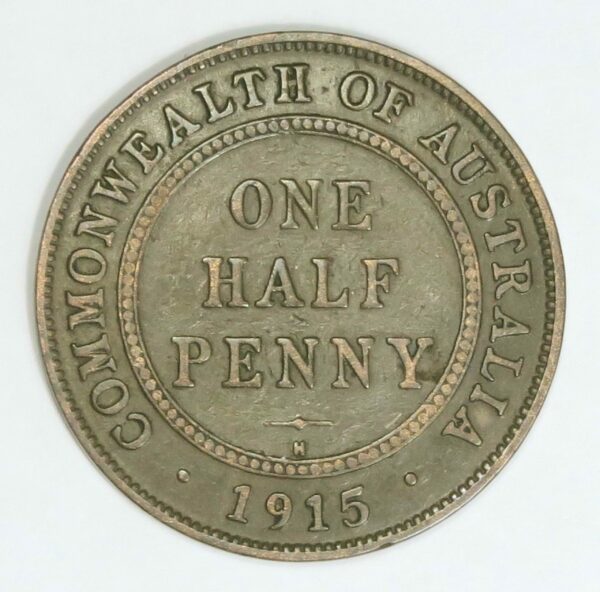 COMMONWEALTH OF AUSTRALIA
ONE
HALF
PENNY
H
· 1915 ·